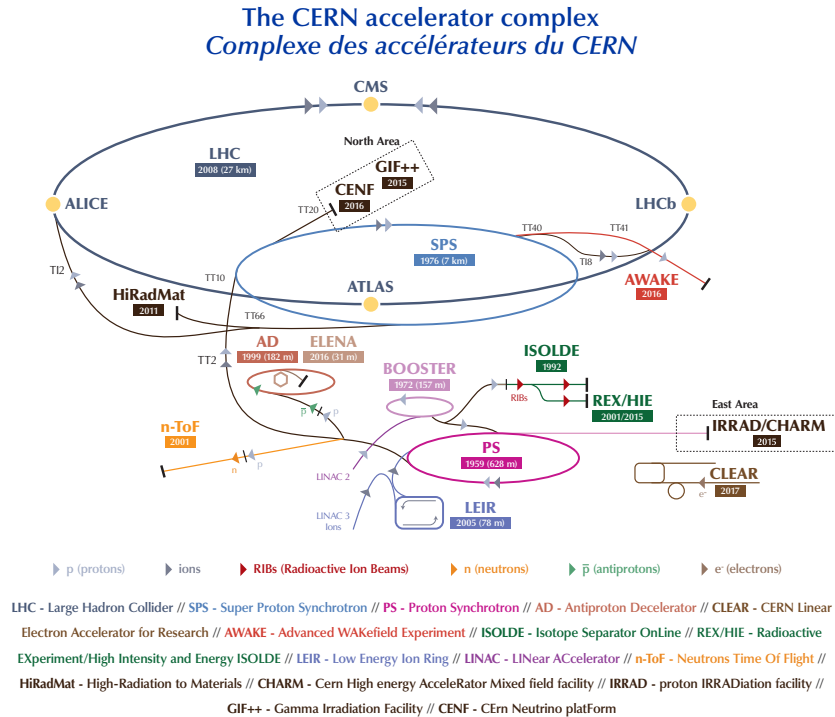 The CERN accelerator complex
Complexe des accélérateurs du CERN
CMS
North Area
LHC
2008 (27 km)
GIF++
2015
CENF
2016
TT20
ALICE
LHCb
TT40
TT41
SPS
1976 (7 km)
TI8
TI2
TT10
AWAKE
2016
ATLAS
HiRadMat
2011
TT66
TT2
AD
1999 (182 m)
ELENA
2016 (31 m)
ISOLDE
1992
BOOSTER
1972 (157 m)
RIBs
REX/HIE
2001/2015
p̅
p
East Area
n-ToF
2001
IRRAD/CHARM
2015
PS
1959 (628 m)
n
p
LINAC 2
CLEAR
2017
e-
LEIR
2005 (78 m)
LINAC 3
Ions
p (protons)
ions
RIBs (Radioactive Ion Beams)
n (neutrons)
p̅ (antiprotons)
e- (electrons)
LHC - Large Hadron Collider // SPS - Super Proton Synchrotron // PS - Proton Synchrotron // AD - Antiproton Decelerator // CLEAR - CERN Linear
Electron Accelerator for Research // AWAKE - Advanced WAKefield Experiment // ISOLDE - Isotope Separator OnLine // REX/HIE - Radioactive
EXperiment/High Intensity and Energy ISOLDE // LEIR - Low Energy Ion Ring // LINAC - LINear ACcelerator // n-ToF - Neutrons Time Of Flight //
HiRadMat - High-Radiation to Materials // CHARM - Cern High energy AcceleRator Mixed field facility // IRRAD - proton IRRADiation facility //
GIF++ - Gamma Irradiation Facility // CENF - CErn Neutrino platForm